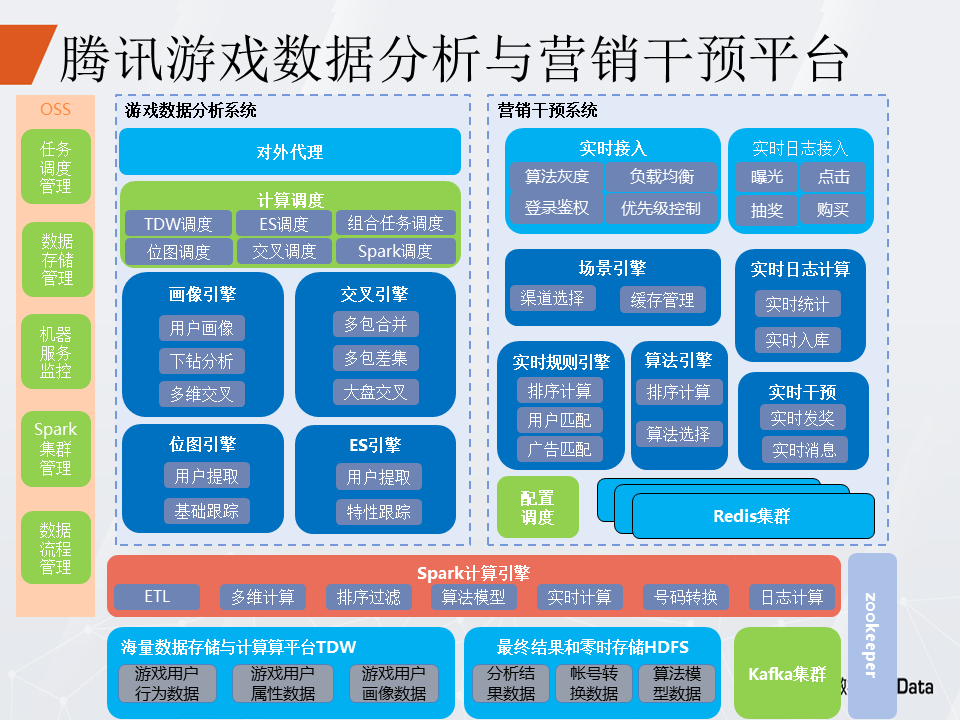 腾讯游戏数据分析与营销干预平台
OSS
任务
调度
管理
数据
存储
管理
机器
服务
监控
Spark
集群
管理
数据
流程
管理
游戏数据分析系统
对外代理
计算调度
TDW调度 ES调度 组合任务调度
位图调度 交叉调度 Spark调度
画像引擎
用户画像
下钻分析
多维交叉
交叉引擎
多包合并
多包差集
大盘交叉
位图引擎
用户提取
基础跟踪
ES引擎
用户提取
特性跟踪
营销干预系统
实时接入
算法灰度 负载均衡
登录鉴权 优先级控制
实时日志接入
曝光 点击
抽奖 购买
场景引擎
渠道选择 缓存管理
实时日志计算
实时统计
实时入库
实时规则引擎
排序计算
用户匹配
广告匹配
算法引擎
排序计算
算法选择
实时干预
实时发奖
实时消息
配置
调度
Redis集群
Spark计算引擎
ETL 多维计算 排序过滤 算法模型 实时计算 号码转换 日志计算
zookeeper
海量数据存储与计算算平台TDW
游戏用户
行为数据
游戏用户
属性数据
游戏用户
画像数据
最终结果和零时存储HDFS
分析结
果数据
帐号转
换数据
算法模
型数据
Kafka集群
数
Data